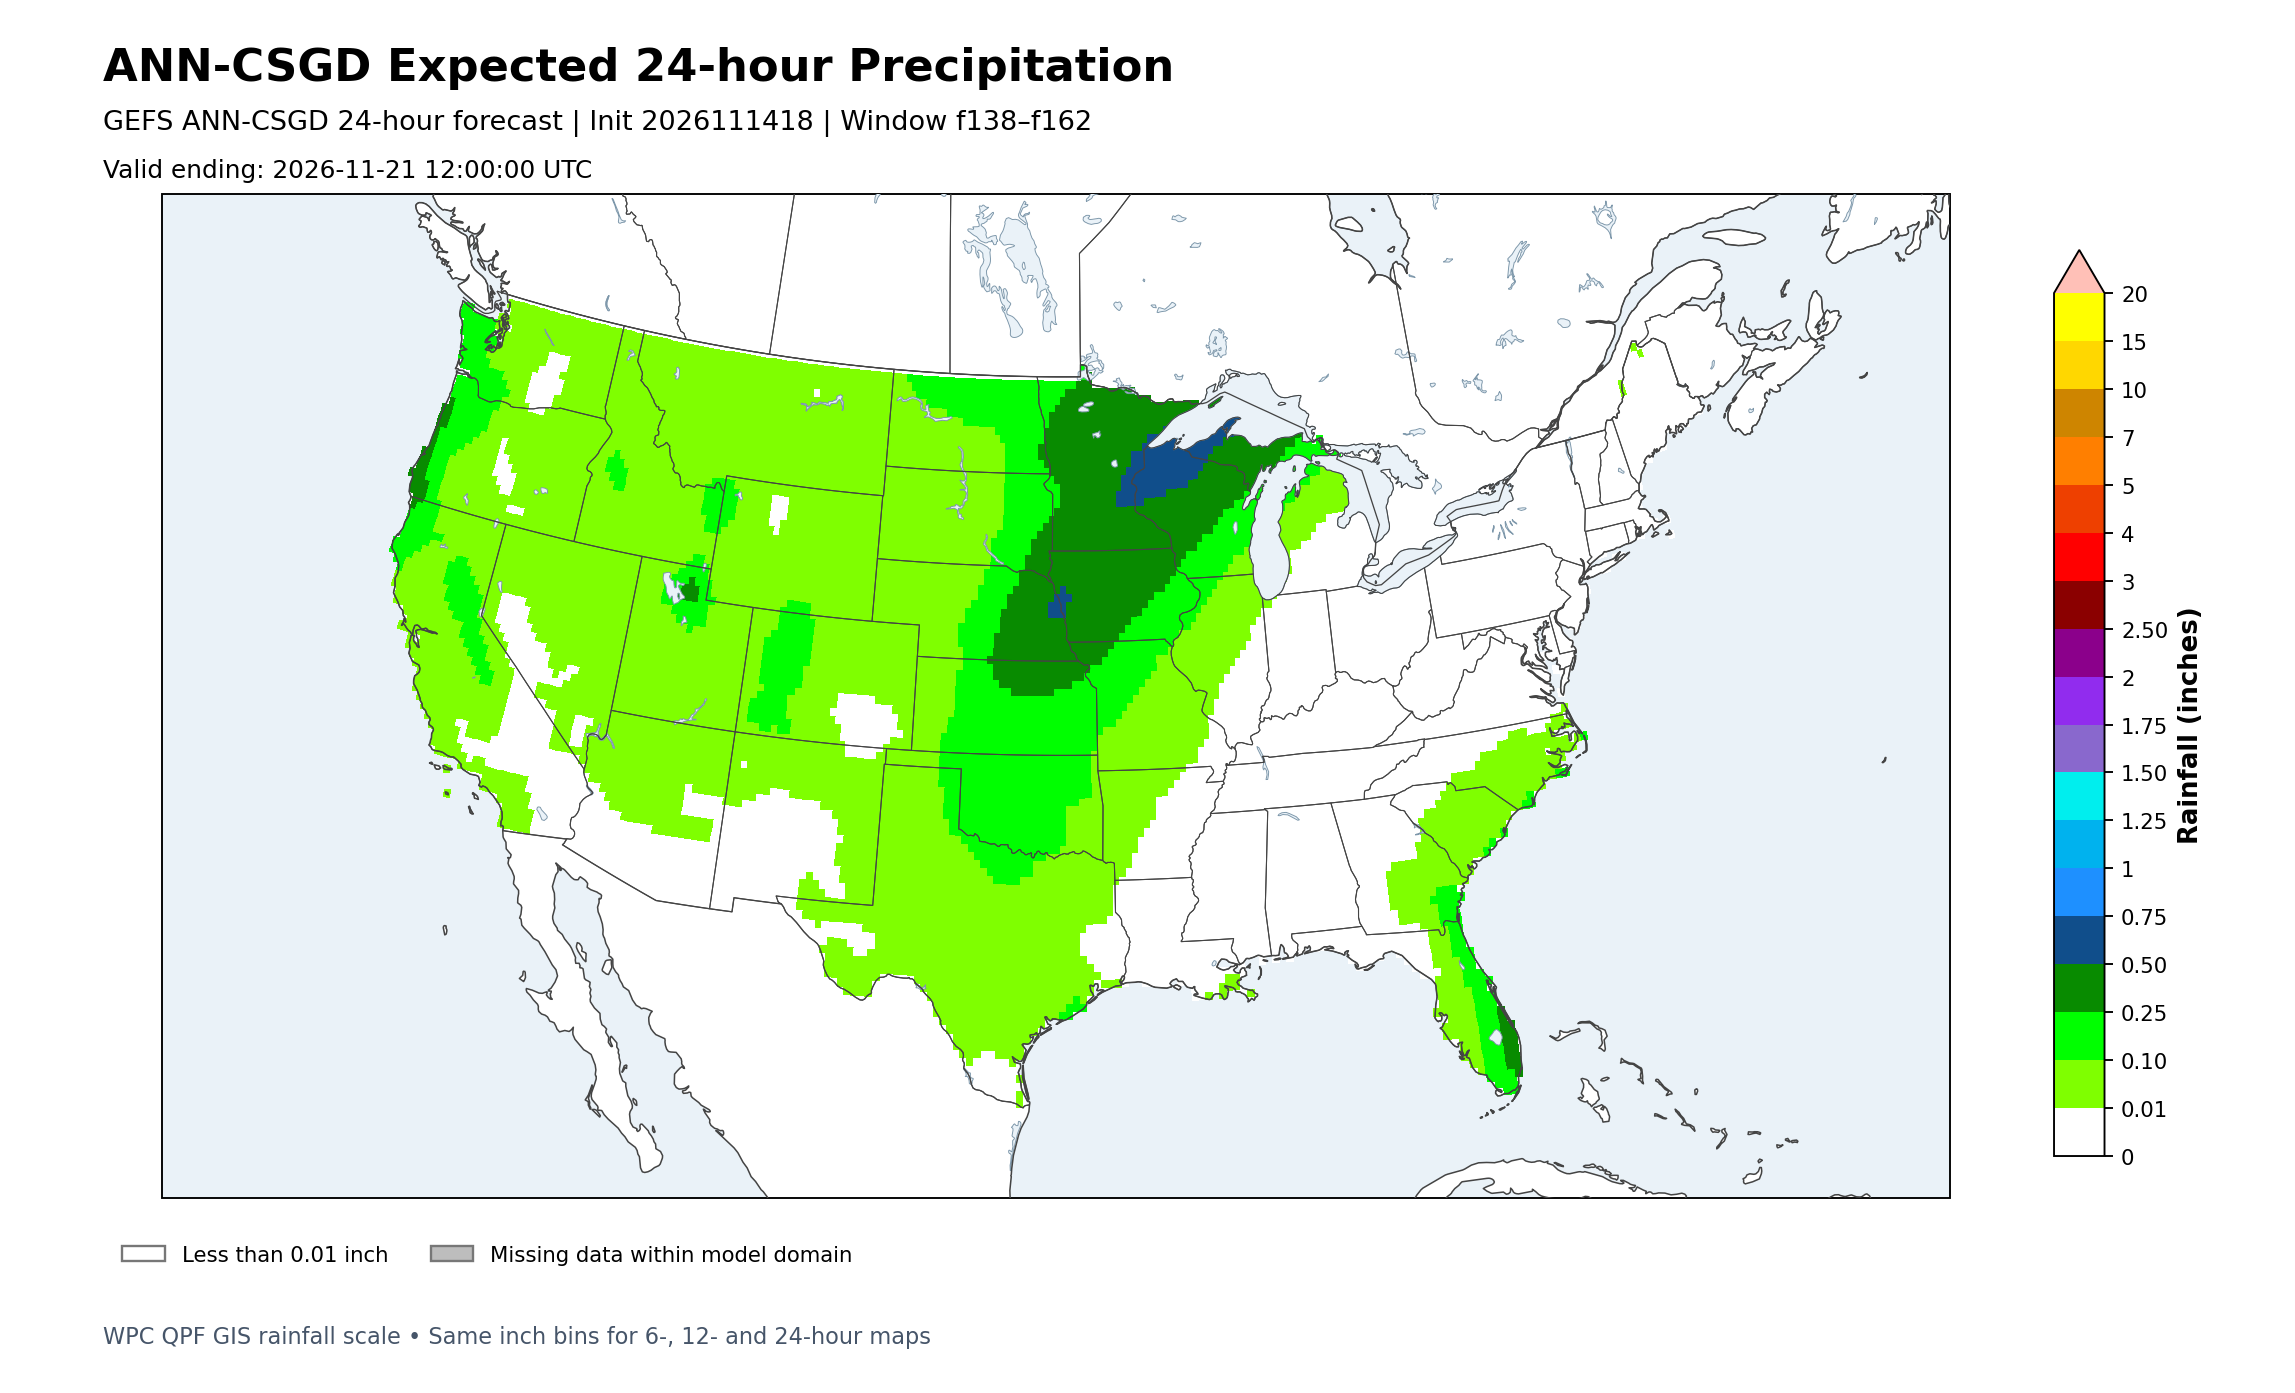 ANN-CSGD Expected 24-hour Precipitation
GEFS ANN-CSGD 24-hour forecast | Init 2026111418 | Window f138–f162
Valid ending: 2026-11-21 12:00:00 UTC
20
15
10
7
5
4
3
2.50
2
1.75
1.50
1.25
1
0.75
0.50
0.25
0.10
0.01
0
Rainfall (inches)
Less than 0.01 inch
Missing data within model domain
WPC QPF GIS rainfall scale • Same inch bins for 6-, 12- and 24-hour maps